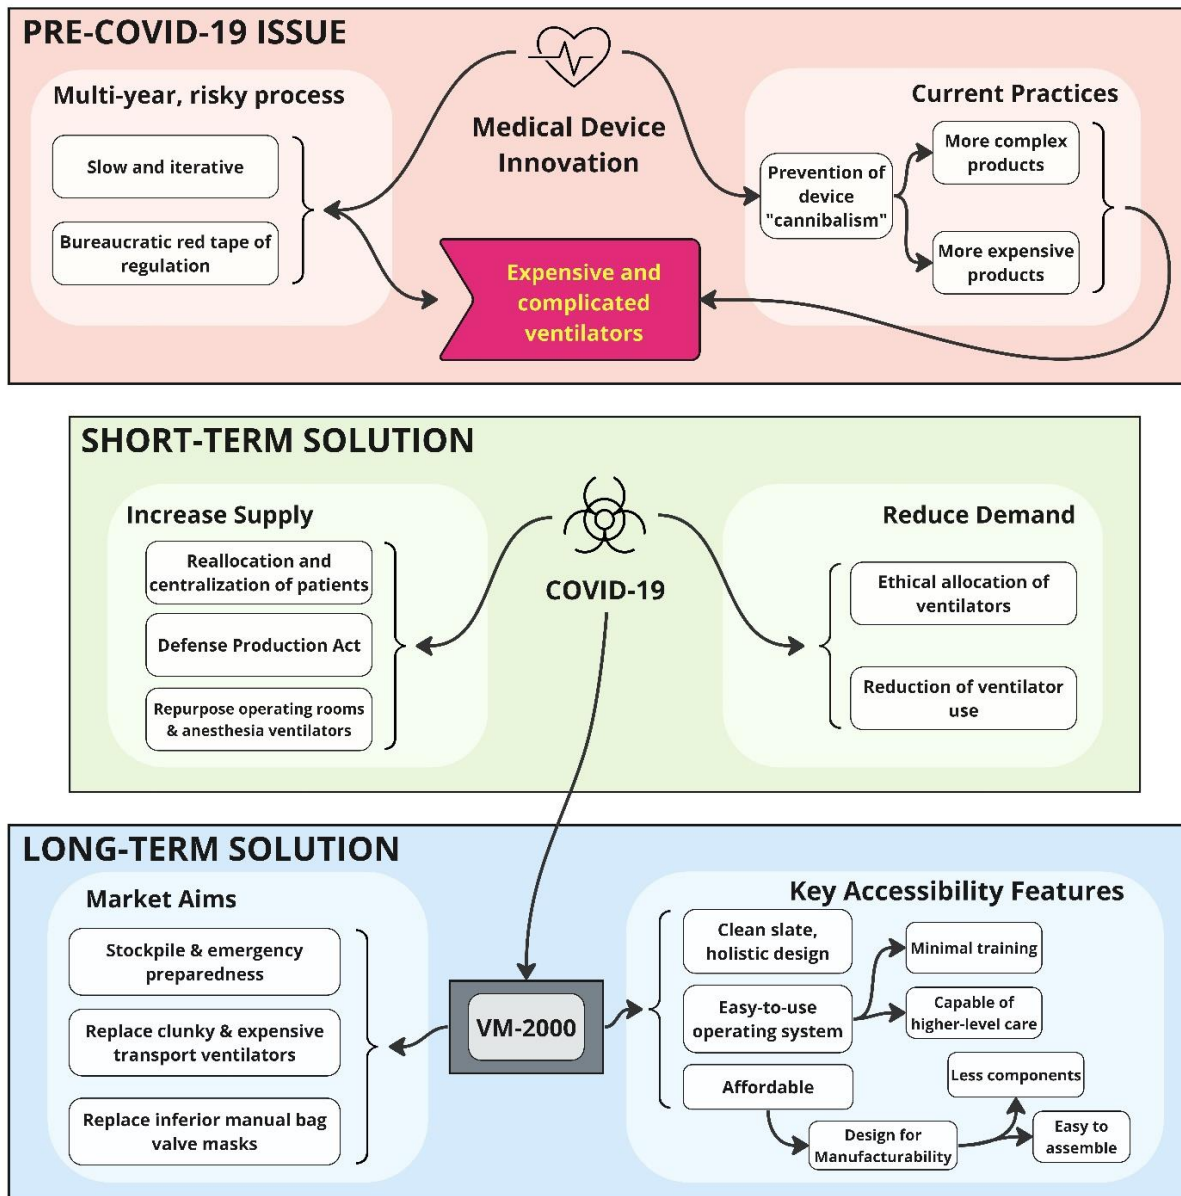 PRE-COVID-19 ISSUE
Multi-year, risky process
Slow and iterative
Bureaucratic red tape of
regulation
Medical Device
Innovation
Expensive and
complicated
ventilators
Current Practices
Prevention of
device
"cannibalism"
More complex
products
More expensive
products
SHORT-TERM SOLUTION
Increase Supply
Reallocation and
centralization of patients
Defense Production Act
Repurpose operating rooms
& anesthesia ventilators
COVID-19
Reduce Demand
Ethical allocation of
ventilators
Reduction of ventilator
use
LONG-TERM SOLUTION
Market Aims
Stockpile & emergency
preparedness
Replace clunky & expensive
transport ventilators
Replace inferior manual bag
valve masks
VM-2000
Key Accessibility Features
Clean slate,
holistic design
Easy-to-use
operating system
Minimal training
Capable of
higher-level care
Affordable
Design for
Manufacturability
Less components
Easy to
assemble